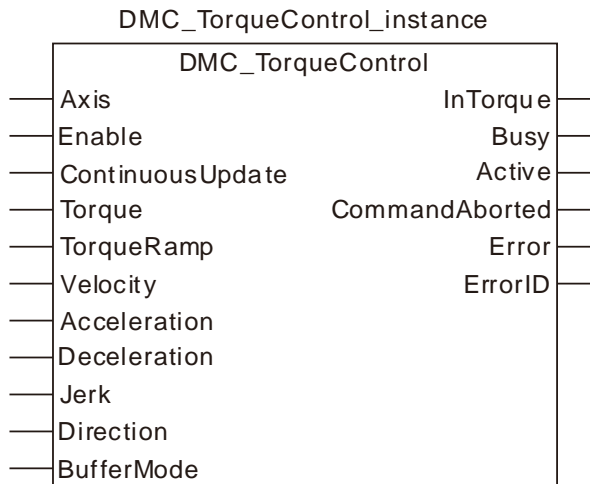 DMC_TorqueControl_instance
DMC_TorqueControl
Axis InTorque
Enable Busy
ContinuousUpdate Active
Torque CommandAborted
TorqueRamp Error
Velocity ErrorID
Acceleration
Deceleration
Jerk
Direction
BufferMode